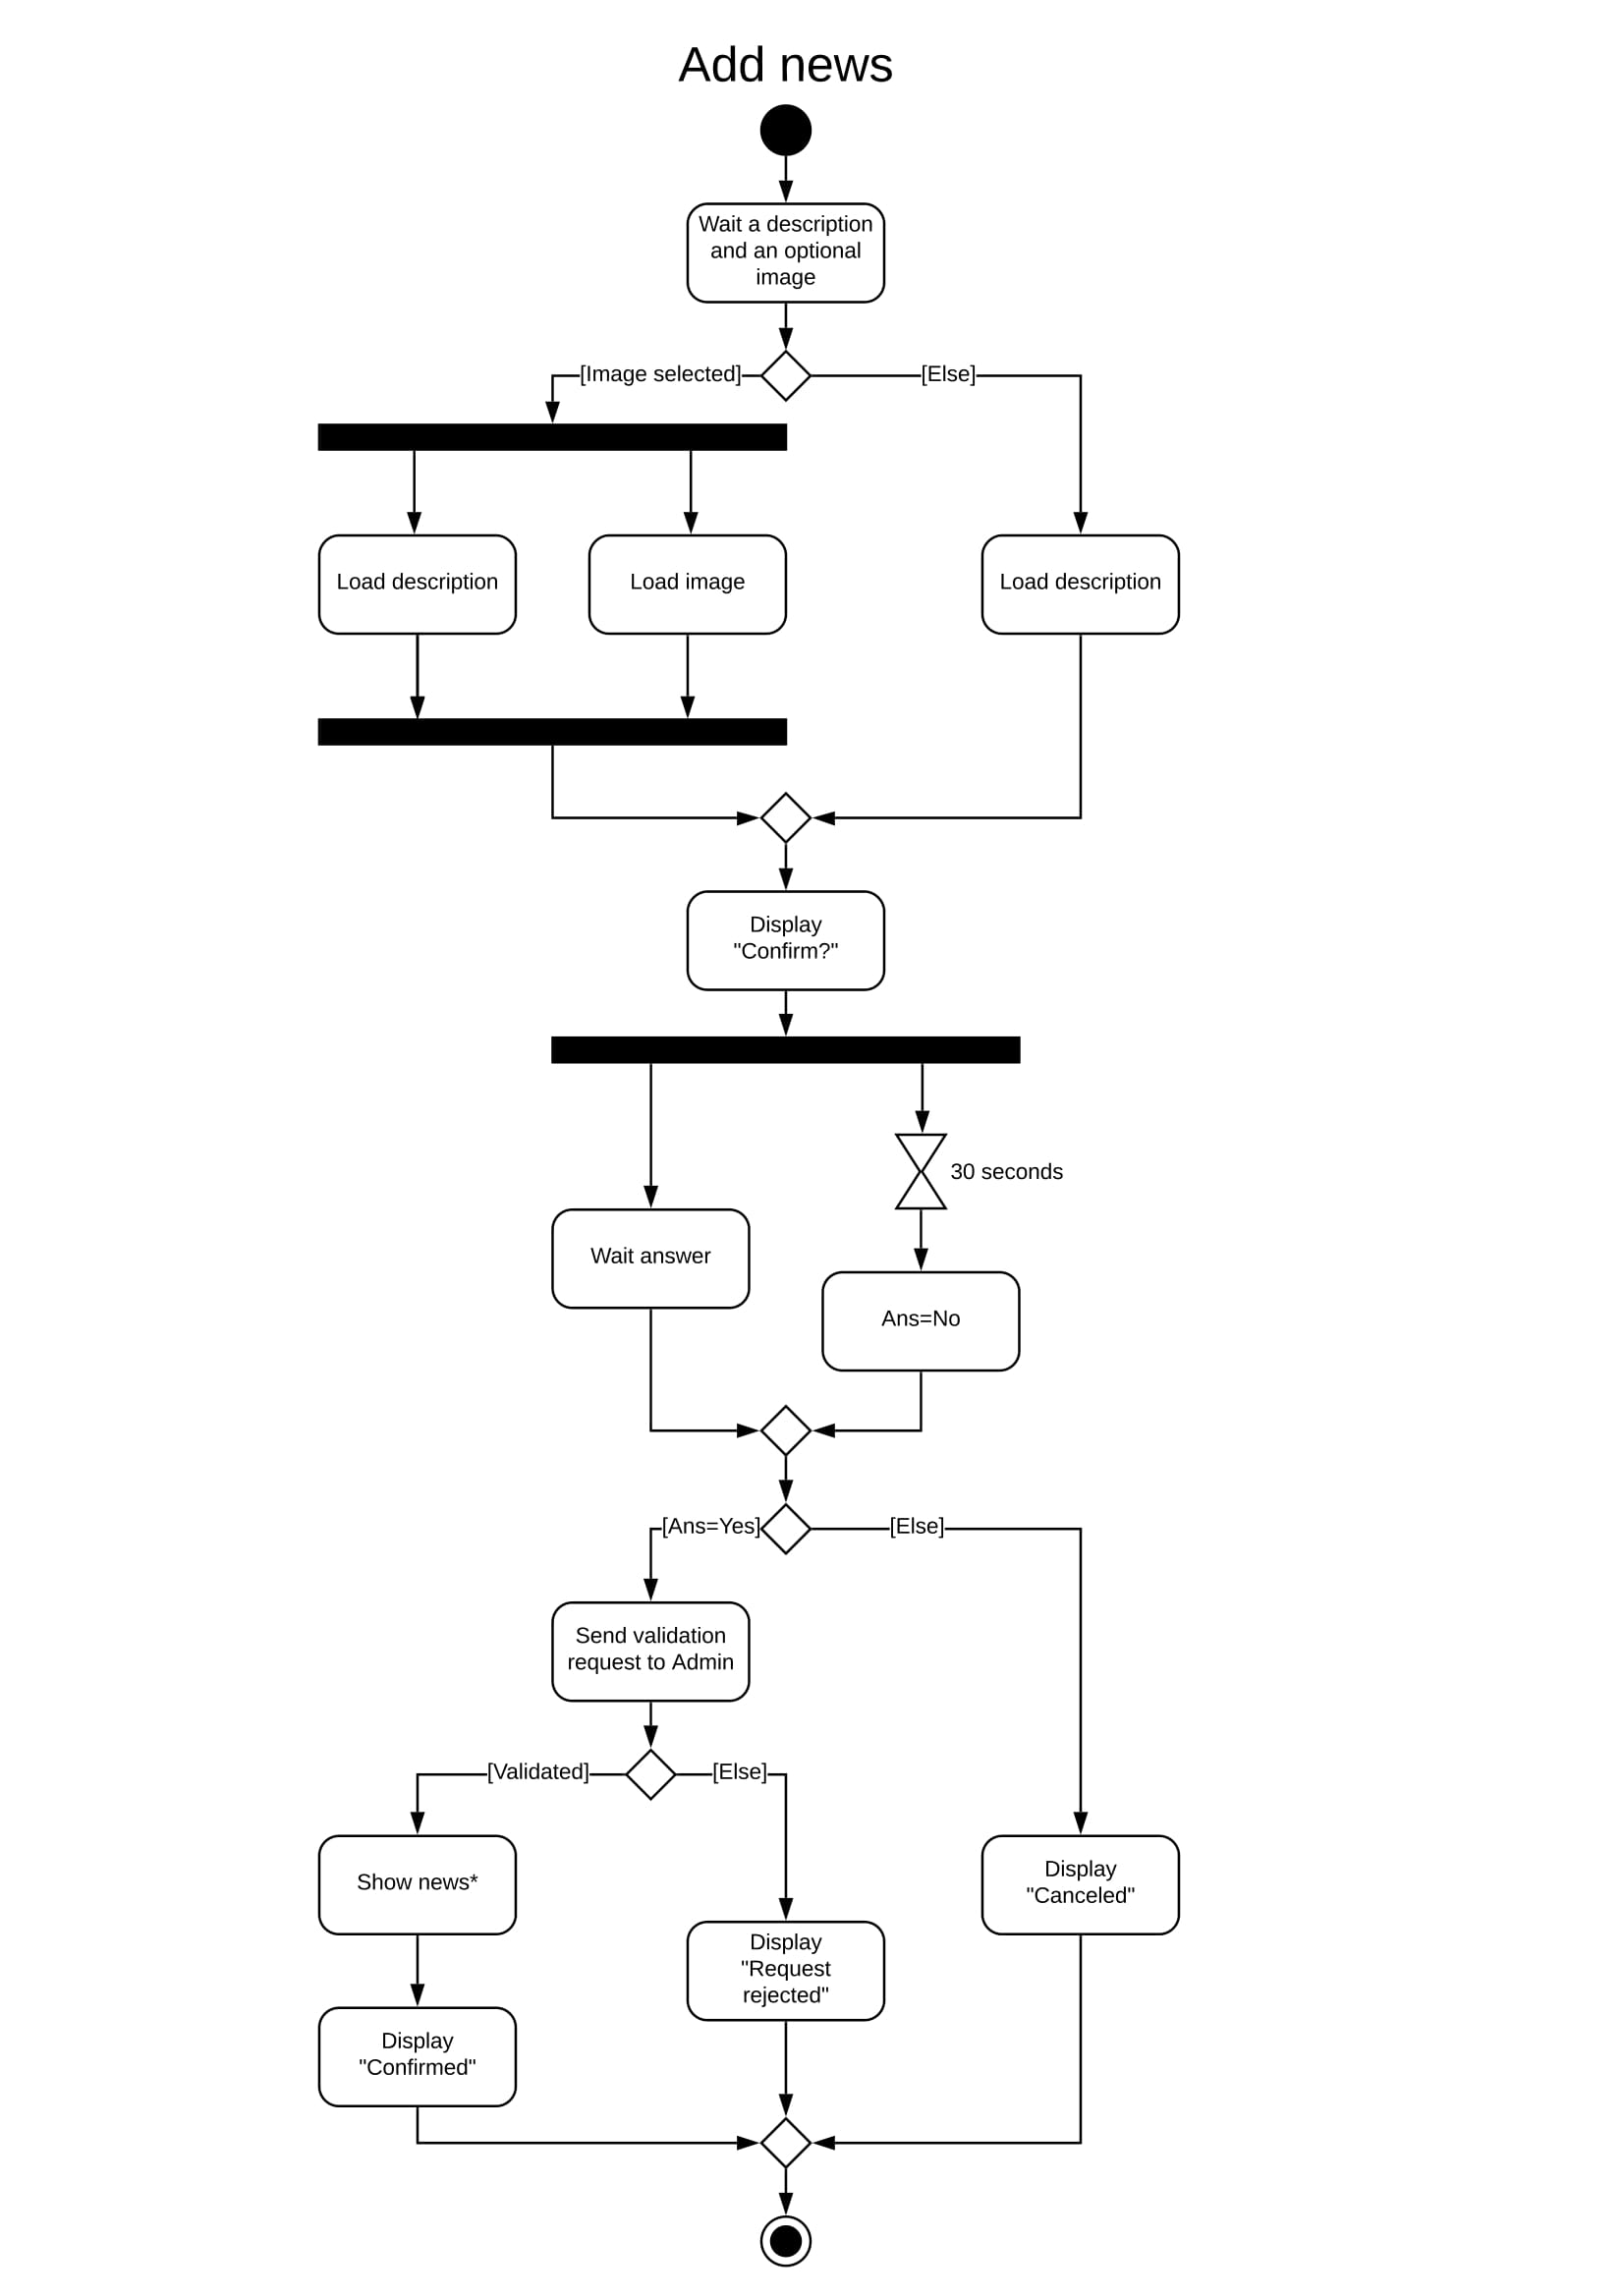 Add news
Wait a description
and an optional
image
[Image selected]
[Else]
Load description
Load image
Load description
Display
"Confirm?"
30 seconds
Wait answer
Ans=No
[Ans=Yes]
[Else]
Send validation
request to Admin
[Validated]
[Else]
Show news*
Display
"Canceled"
Display
"Request
rejected"
Display
"Confirmed"